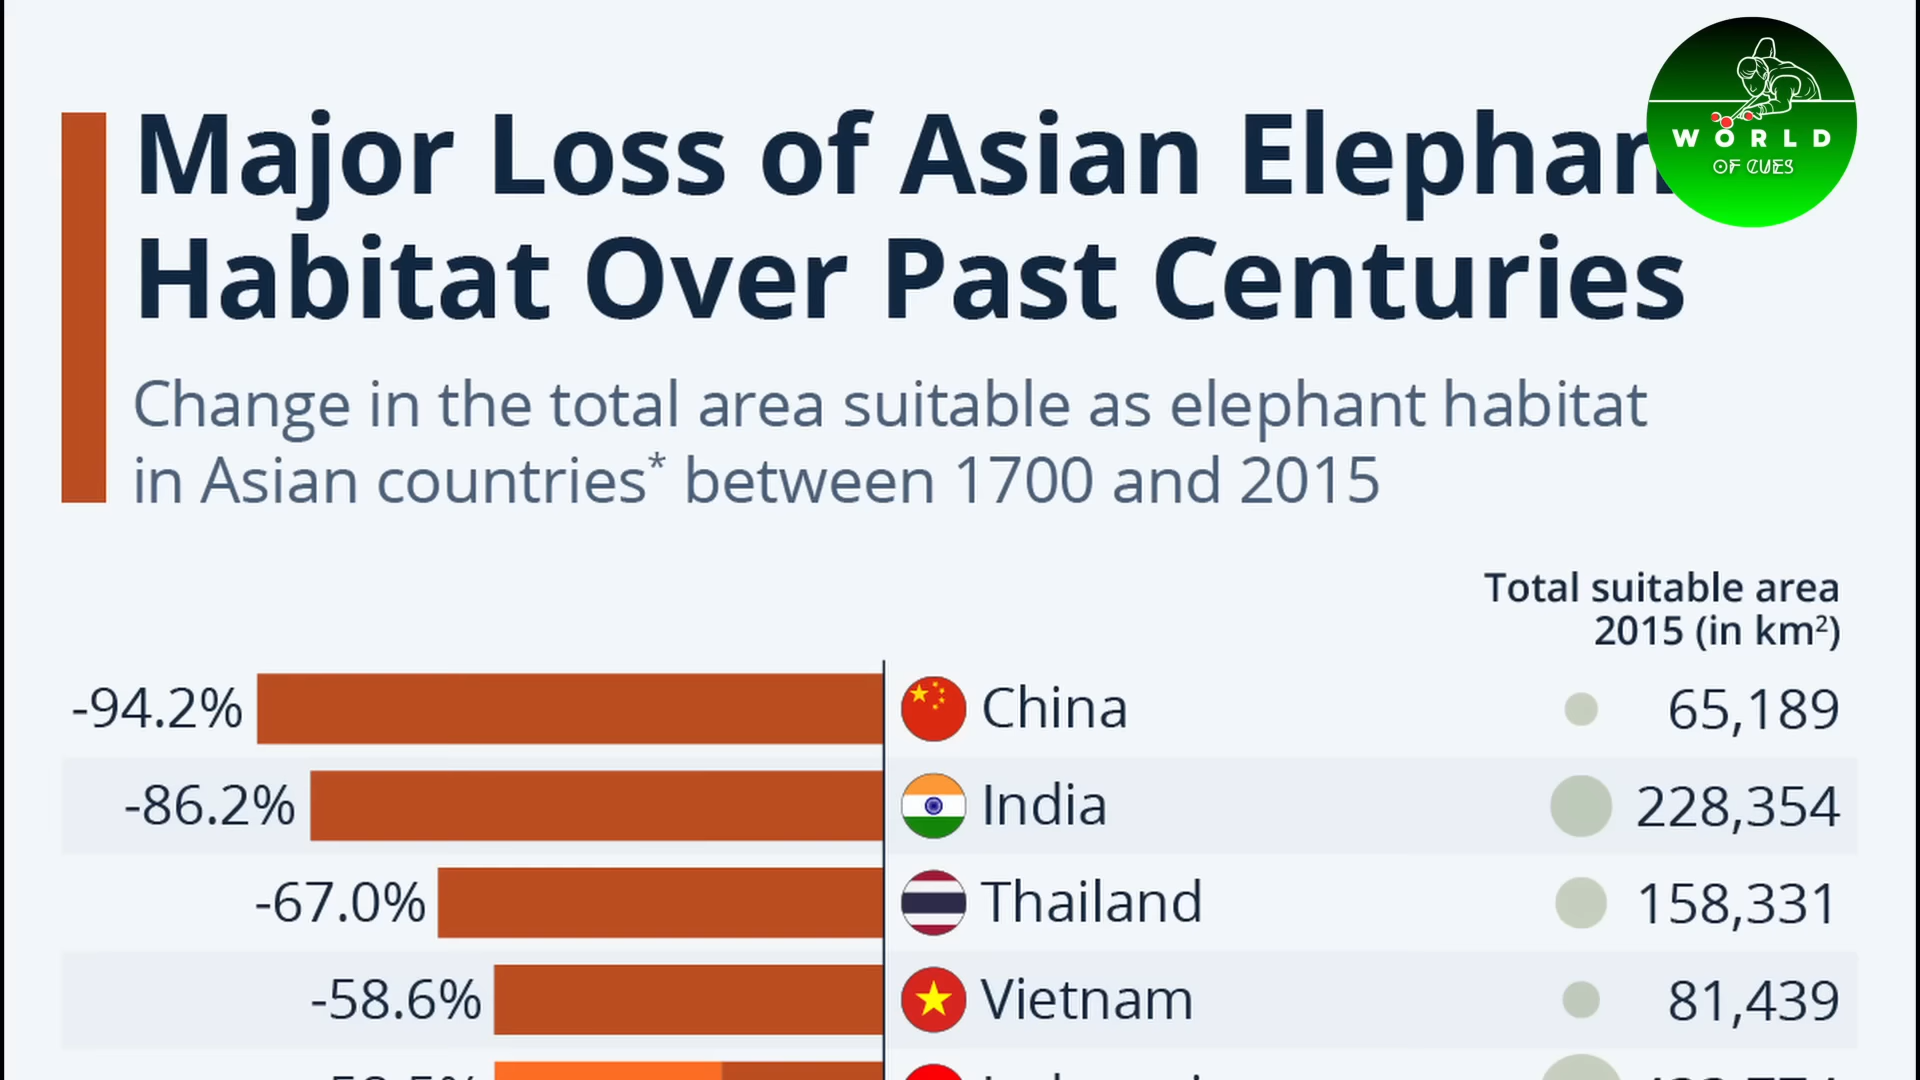 Major Loss of Asian Elephan
Habitat Over Past Centuries
WORLD
OF CUES
Change in the total area suitable as elephant habitat
in Asian countries* between 1700 and 2015
Total suitable area
2015 (in km²)
-94.2% China 65,189
-86.2% India 228,354
-67.0% Thailand 158,331
-58.6% Vietnam 81,439